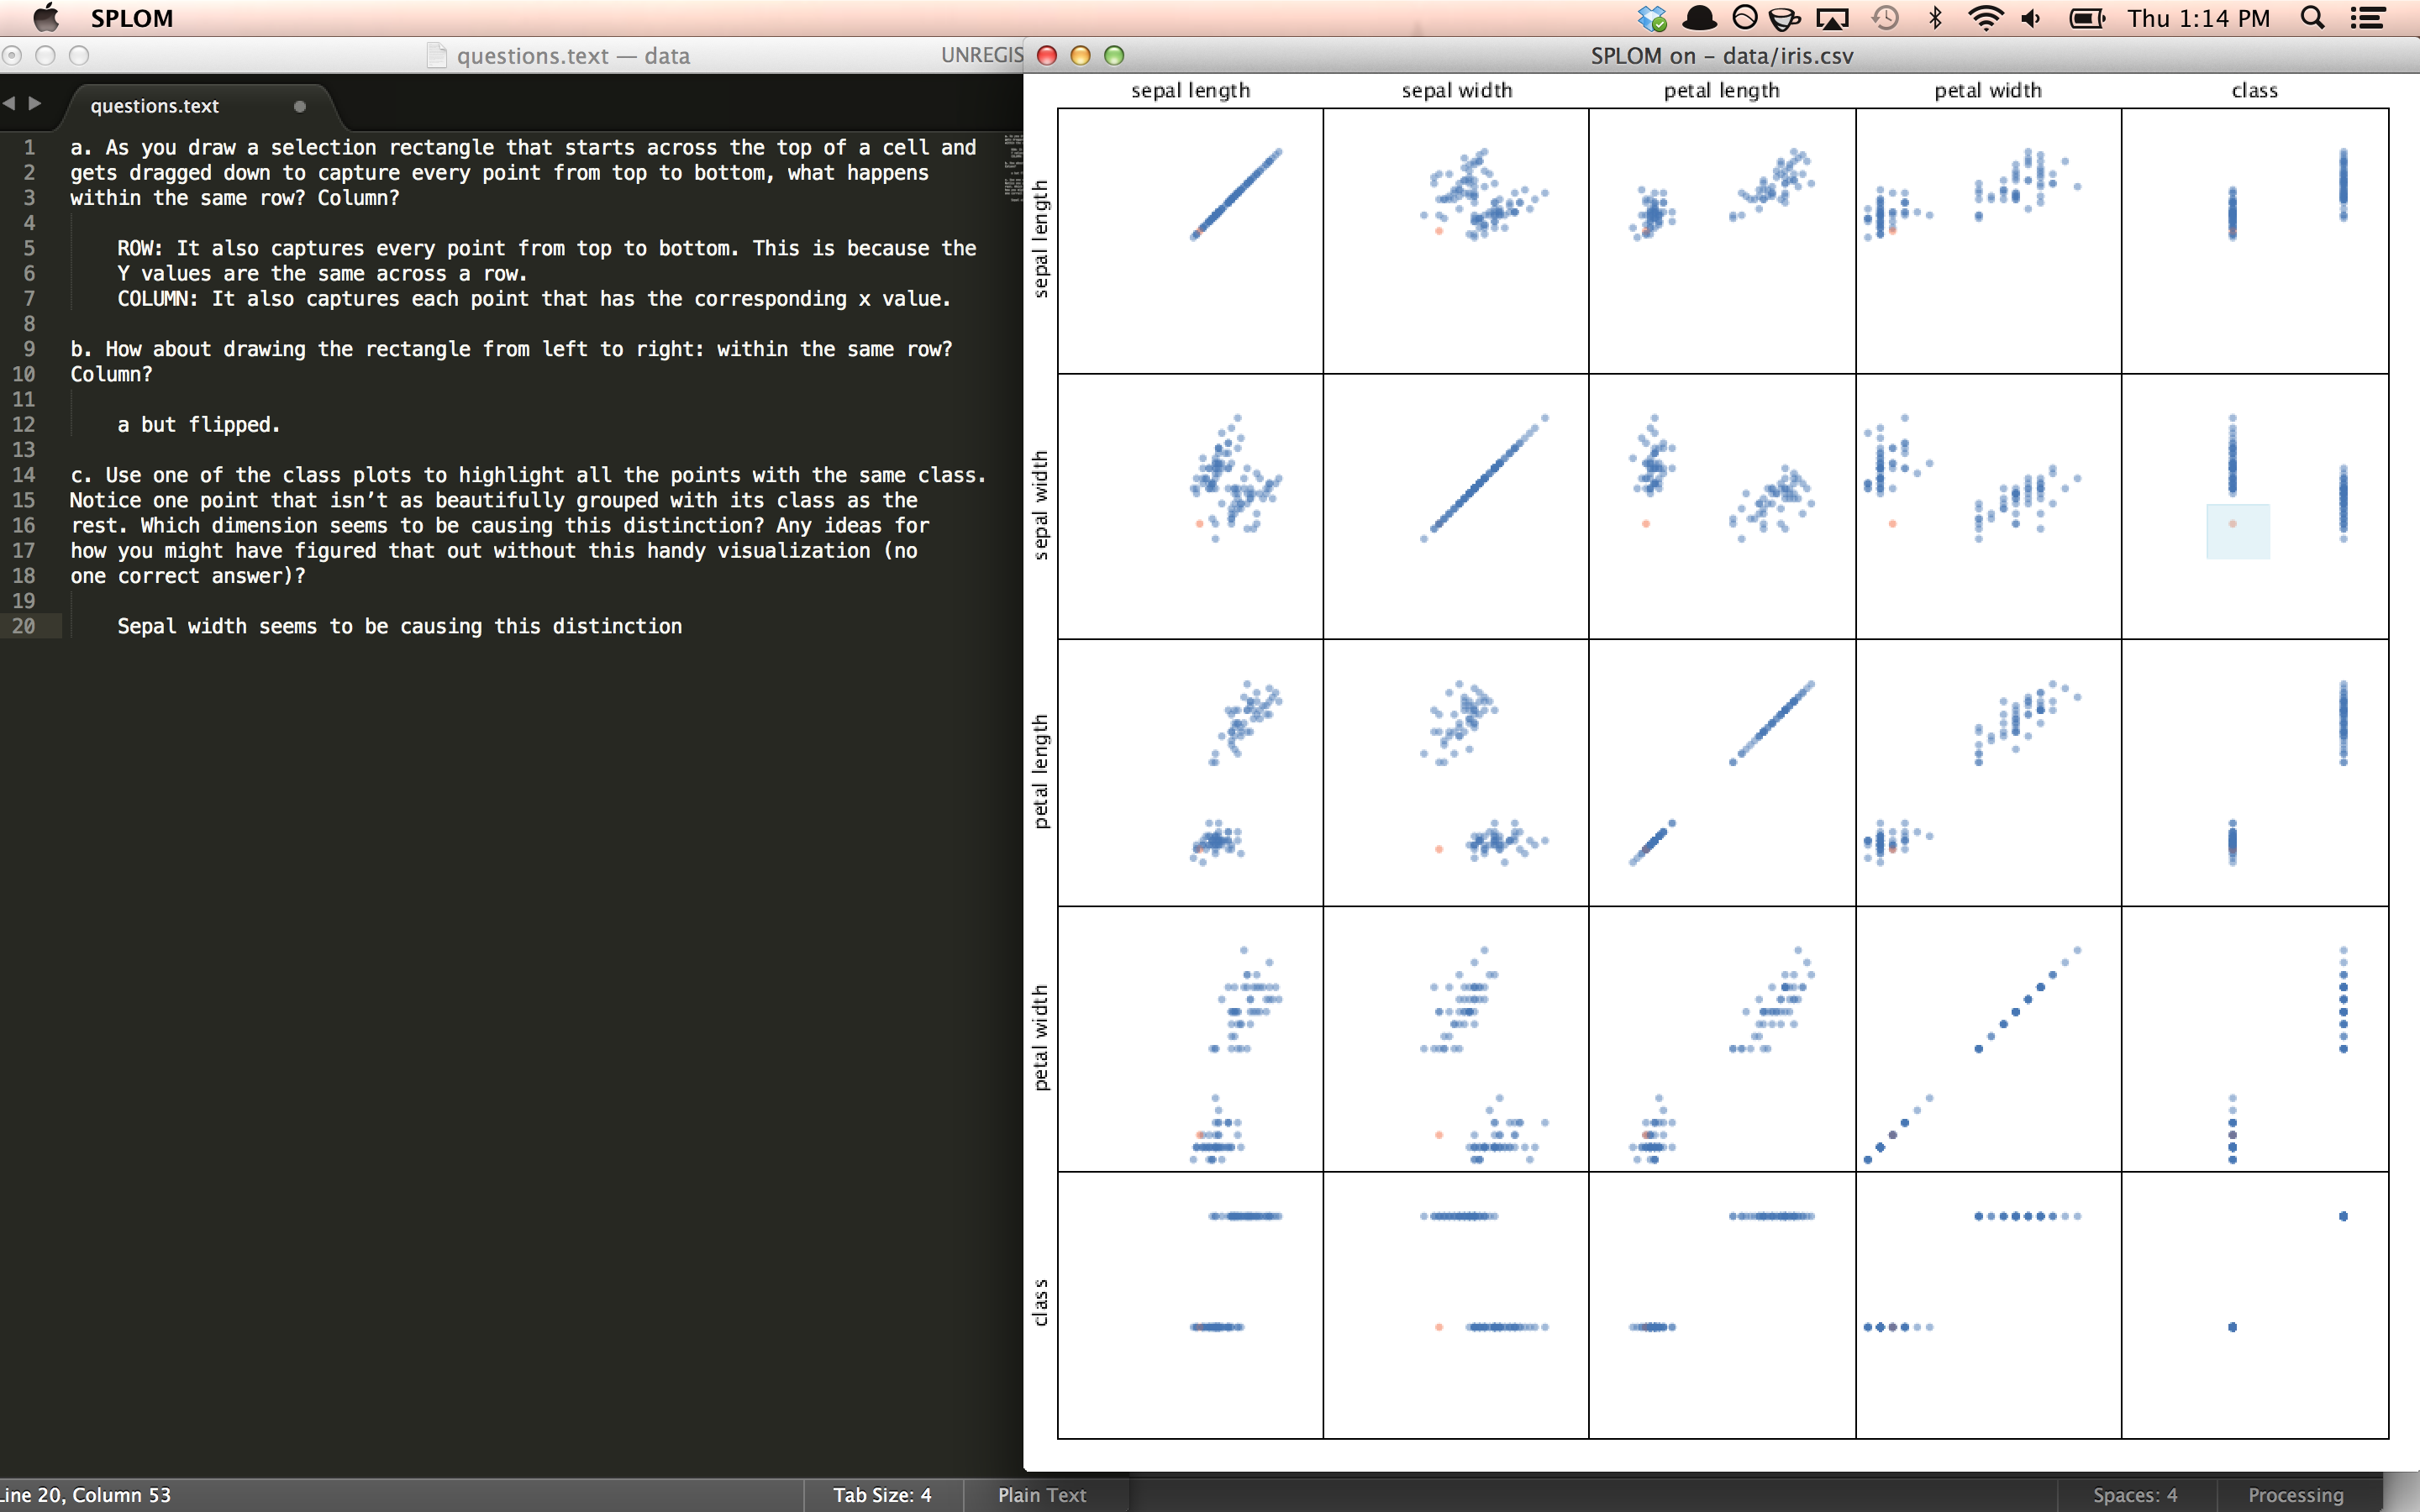 SPLOM
Thu 1:14 PM
questions.text — data
UNREGIS
SPLOM on - data/iris.csv
questions.text
1 a. As you draw a selection rectangle that starts across the top of a cell and
2 gets dragged down to capture every point from top to bottom, what happens
3 within the same row? Column?
4
5 ROW: It also captures every point from top to bottom. This is because the
6 Y values are the same across a row.
7 COLUMN: It also captures each point that has the corresponding x value.
8
9 b. How about drawing the rectangle from left to right: within the same row?
10 Column?
11
12 a but flipped.
13
14 c. Use one of the class plots to highlight all the points with the same class.
15 Notice one point that isn’t as beautifully grouped with its class as the
16 rest. Which dimension seems to be causing this distinction? Any ideas for
17 how you might have figured that out without this handy visualization (no
18 one correct answer)?
19
20 Sepal width seems to be causing this distinction
sepal length
sepal width
petal length
petal width
class
sepal length
sepal width
petal length
petal width
class
Line 20, Column 53
Tab Size: 4
Plain Text
Spaces: 4
Processing